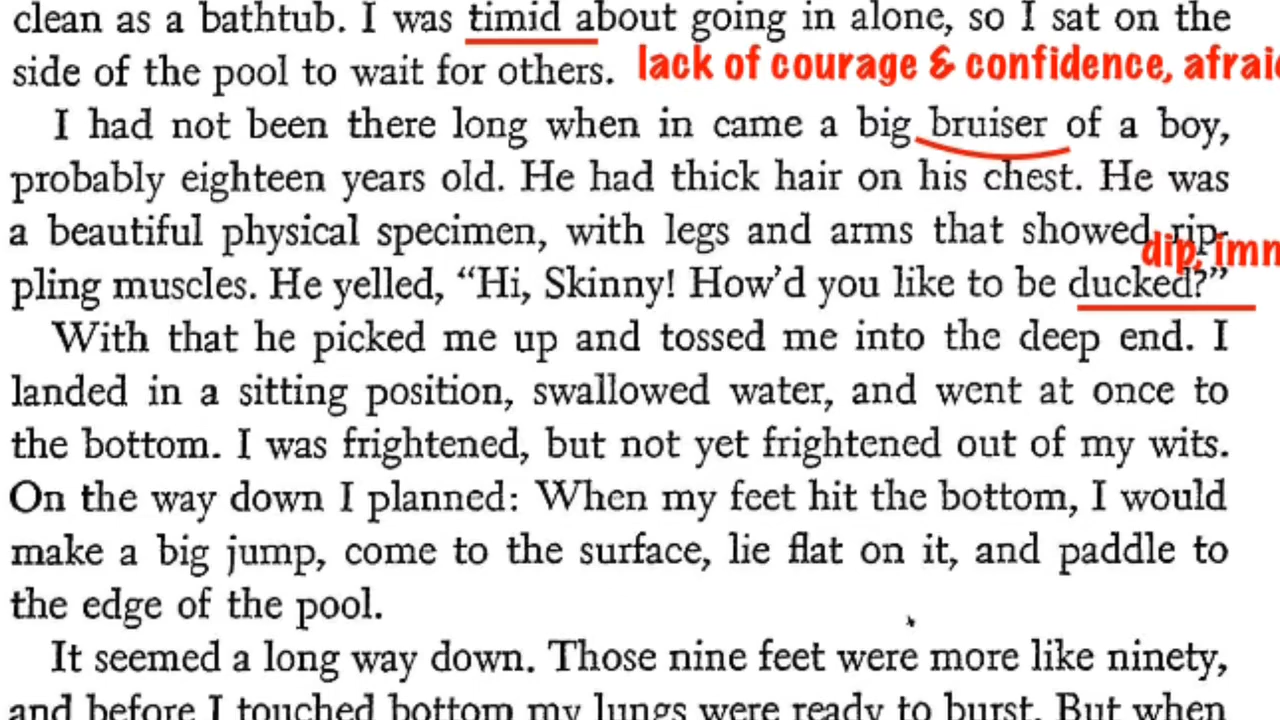 clean as a bathtub. I was timid about going in alone, so I sat on the
side of the pool to wait for others. lack of courage & confidence, afraid
I had not been there long when in came a big bruiser of a boy,
probably eighteen years old. He had thick hair on his chest. He was
a beautiful physical specimen, with legs and arms that showed rip-
dip, imm
pling muscles. He yelled, “Hi, Skinny! How’d you like to be ducked?”
With that he picked me up and tossed me into the deep end. I
landed in a sitting position, swallowed water, and went at once to
the bottom. I was frightened, but not yet frightened out of my wits.
On the way down I planned: When my feet hit the bottom, I would
make a big jump, come to the surface, lie flat on it, and paddle to
the edge of the pool.
It seemed a long way down. Those nine feet were more like ninety,
and before I touched bottom my lungs were ready to burst. But when